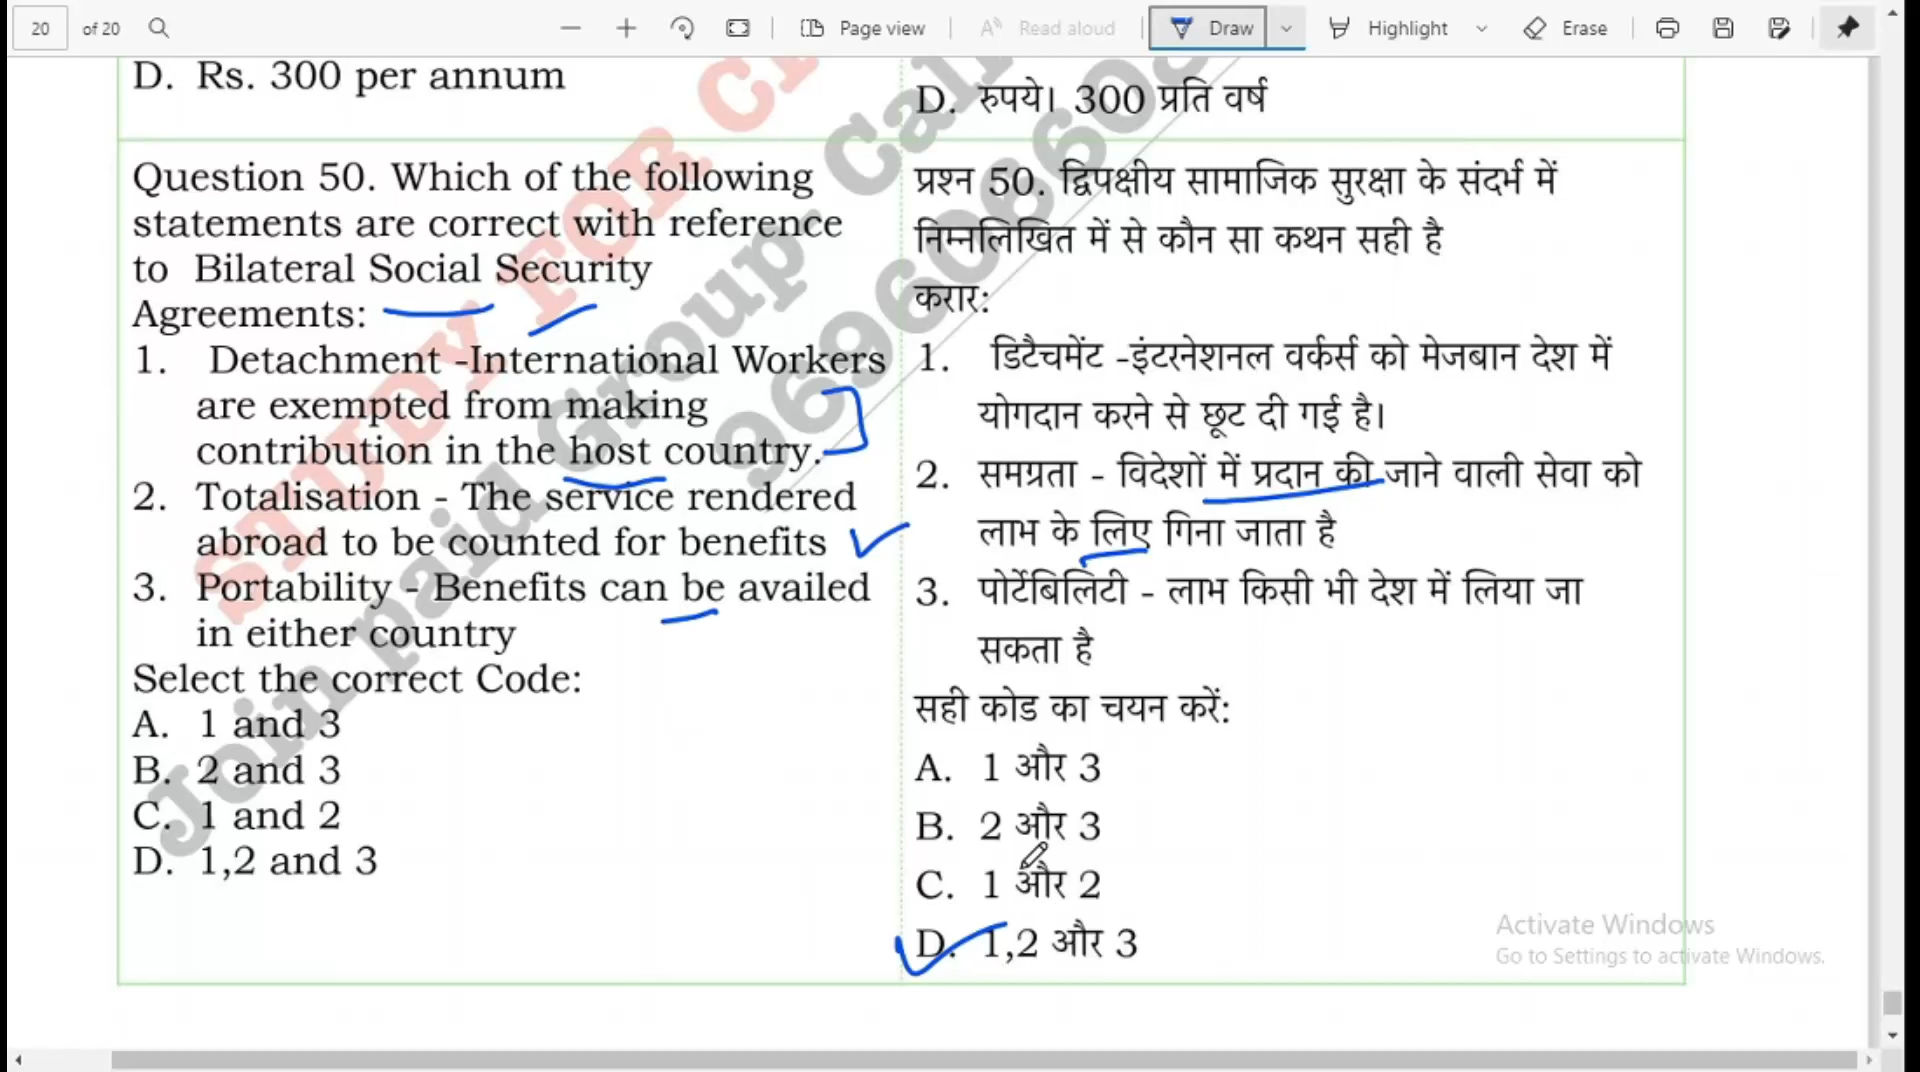 20 of 20 Page view Read aloud Draw Highlight Erase
D. Rs. 300 per annum
Question 50. Which of the following
statements are correct with reference
to Bilateral Social Security
Agreements:
1. Detachment -International Workers
are exempted from making
contribution in the host country.
2. Totalisation - The service rendered
abroad to be counted for benefits
3. Portability - Benefits can be availed
in either country
Select the correct Code:
A. 1 and 3
B. 2 and 3
C. 1 and 2
D. 1,2 and 3
D. रुपये। 300 प्रति वर्ष
प्रश्न 50. द्विपक्षीय सामाजिक सुरक्षा के संदर्भ में
निम्नलिखित में से कौन सा कथन सही है
करार:
1. डिटैचमेंट -इंटरनेशनल वर्कर्स को मेजबान देश में
योगदान करने से छूट दी गई है।
2. समग्रता - विदेशों में प्रदान की जाने वाली सेवा को
लाभ के लिए गिना जाता है
3. पोर्टेबिलिटी - लाभ किसी भी देश में लिया जा
सकता है
सही कोड का चयन करें:
A. 1 और 3
B. 2 और 3
C. 1 और 2
D. 1,2 और 3
STUDY FOR
Join paid Group
Activate Windows
Go to Settings to activate Windows.